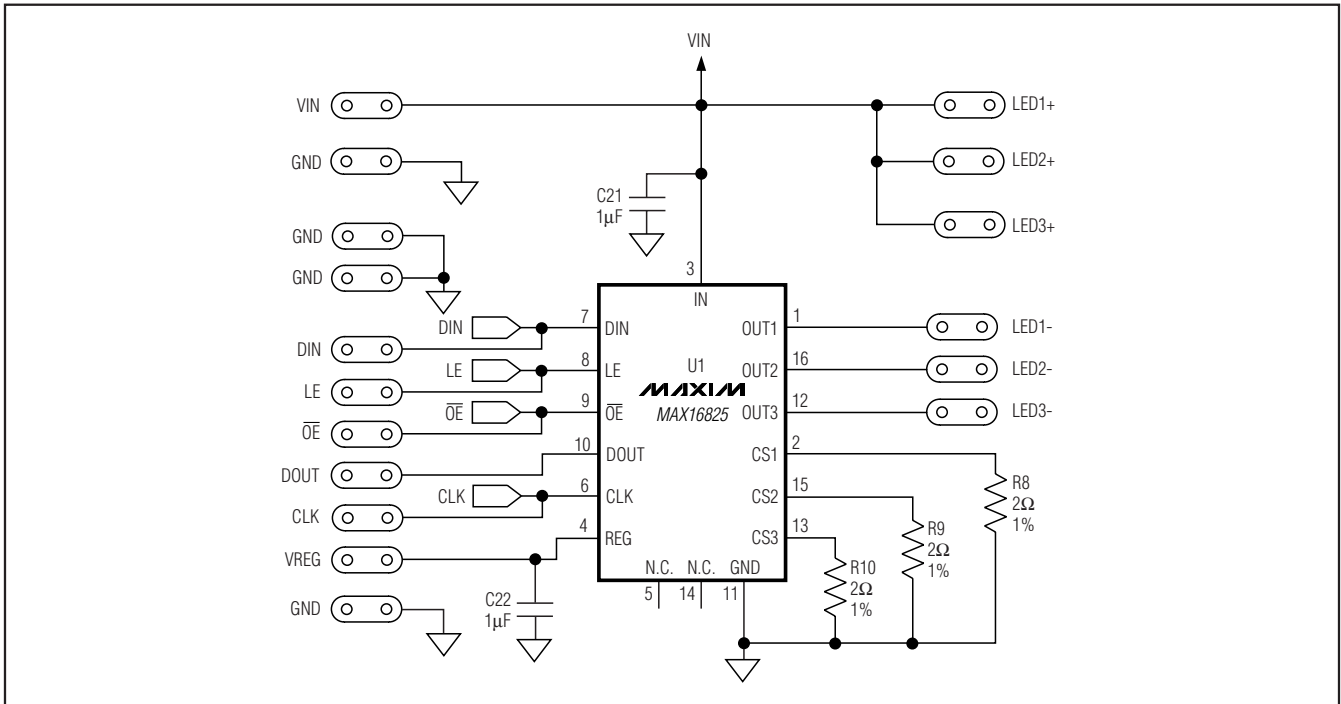 VIN
VIN
LED1+
GND
LED2+
C21
1µF
LED3+
GND
GND
3
IN
DIN
7
DIN
OUT1
1
LED1-
DIN
LE
8
LE
U1
OUT2
16
LED2-
LE
MAXIM
MAX16825
O̅E̅
9
O̅E̅
OUT3
12
LED3-
O̅E̅
10
DOUT
CS1
2
DOUT
CLK
6
CLK
CS2
15
R8
2Ω
1%
CLK
4
REG
CS3
13
R9
2Ω
1%
VREG
N.C.
N.C.
GND
5
14
11
R10
2Ω
1%
C22
1µF
GND